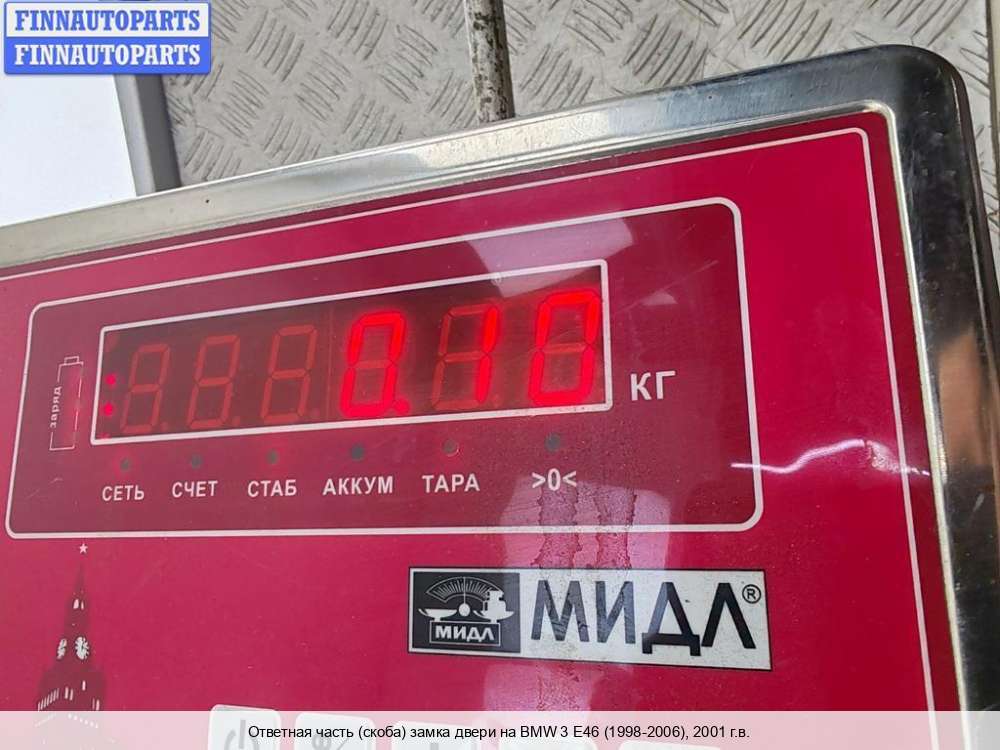 FINNAUTOPARTS
FINNAUTOPARTS
заряд
0.10 КГ
СЕТЬ СЧЕТ СТАБ АККУМ ТАРА >0<
МИДЛ МИДЛ®
Ответная часть (скоба) замка двери на BMW 3 E46 (1998-2006), 2001 г.в.